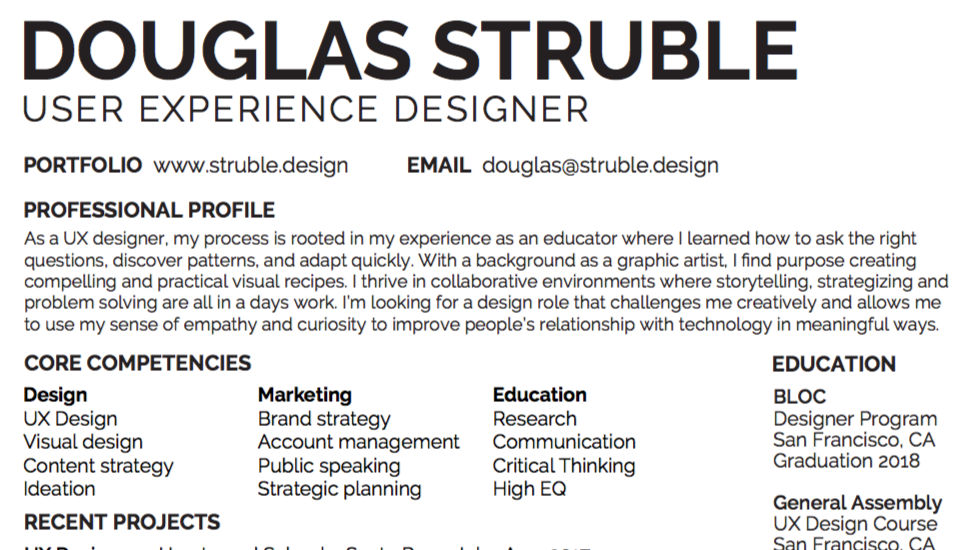 DOUGLAS STRUBLE
USER EXPERIENCE DESIGNER
PORTFOLIO www.struble.design EMAIL douglas@struble.design
PROFESSIONAL PROFILE
As a UX designer, my process is rooted in my experience as an educator where I learned how to ask the right
questions, discover patterns, and adapt quickly. With a background as a graphic artist, I find purpose creating
compelling and practical visual recipes. I thrive in collaborative environments where storytelling, strategizing and
problem solving are all in a days work. I'm looking for a design role that challenges me creatively and allows me
to use my sense of empathy and curiosity to improve people's relationship with technology in meaningful ways.
CORE COMPETENCIES
Design
UX Design
Visual design
Content strategy
Ideation
Marketing
Brand strategy
Account management
Public speaking
Strategic planning
Education
Research
Communication
Critical Thinking
High EQ
RECENT PROJECTS
EDUCATION
BLOC
Designer Program
San Francisco, CA
Graduation 2018
General Assembly
UX Design Course
San Francisco, CA